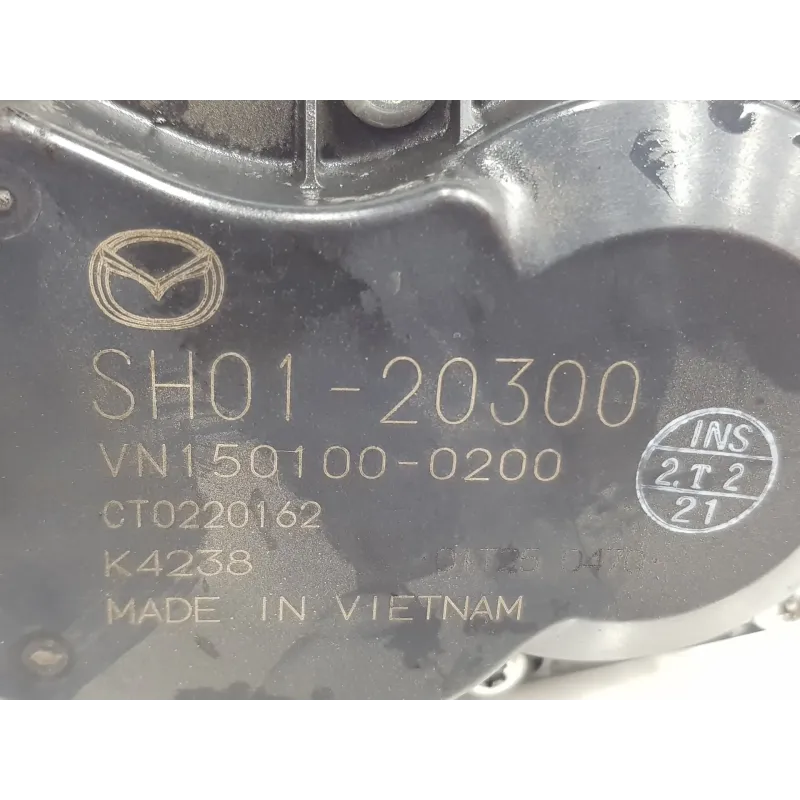 SH01-20300
VN150100-0200
CT0220162
K4238
MADE IN VIETNAM
INS
2.T 2
21